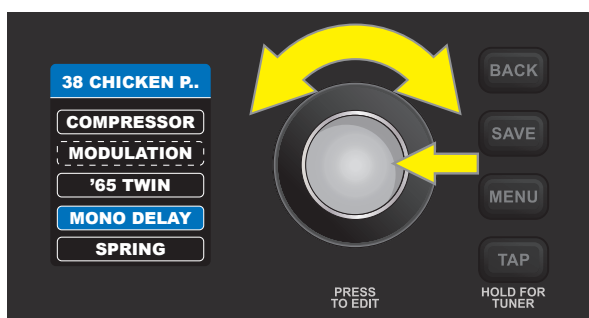 38 CHICKEN P..
COMPRESSOR
MODULATION
’65 TWIN
MONO DELAY
SPRING
BACK
SAVE
MENU
TAP
PRESS
TO EDIT
HOLD FOR
TUNER